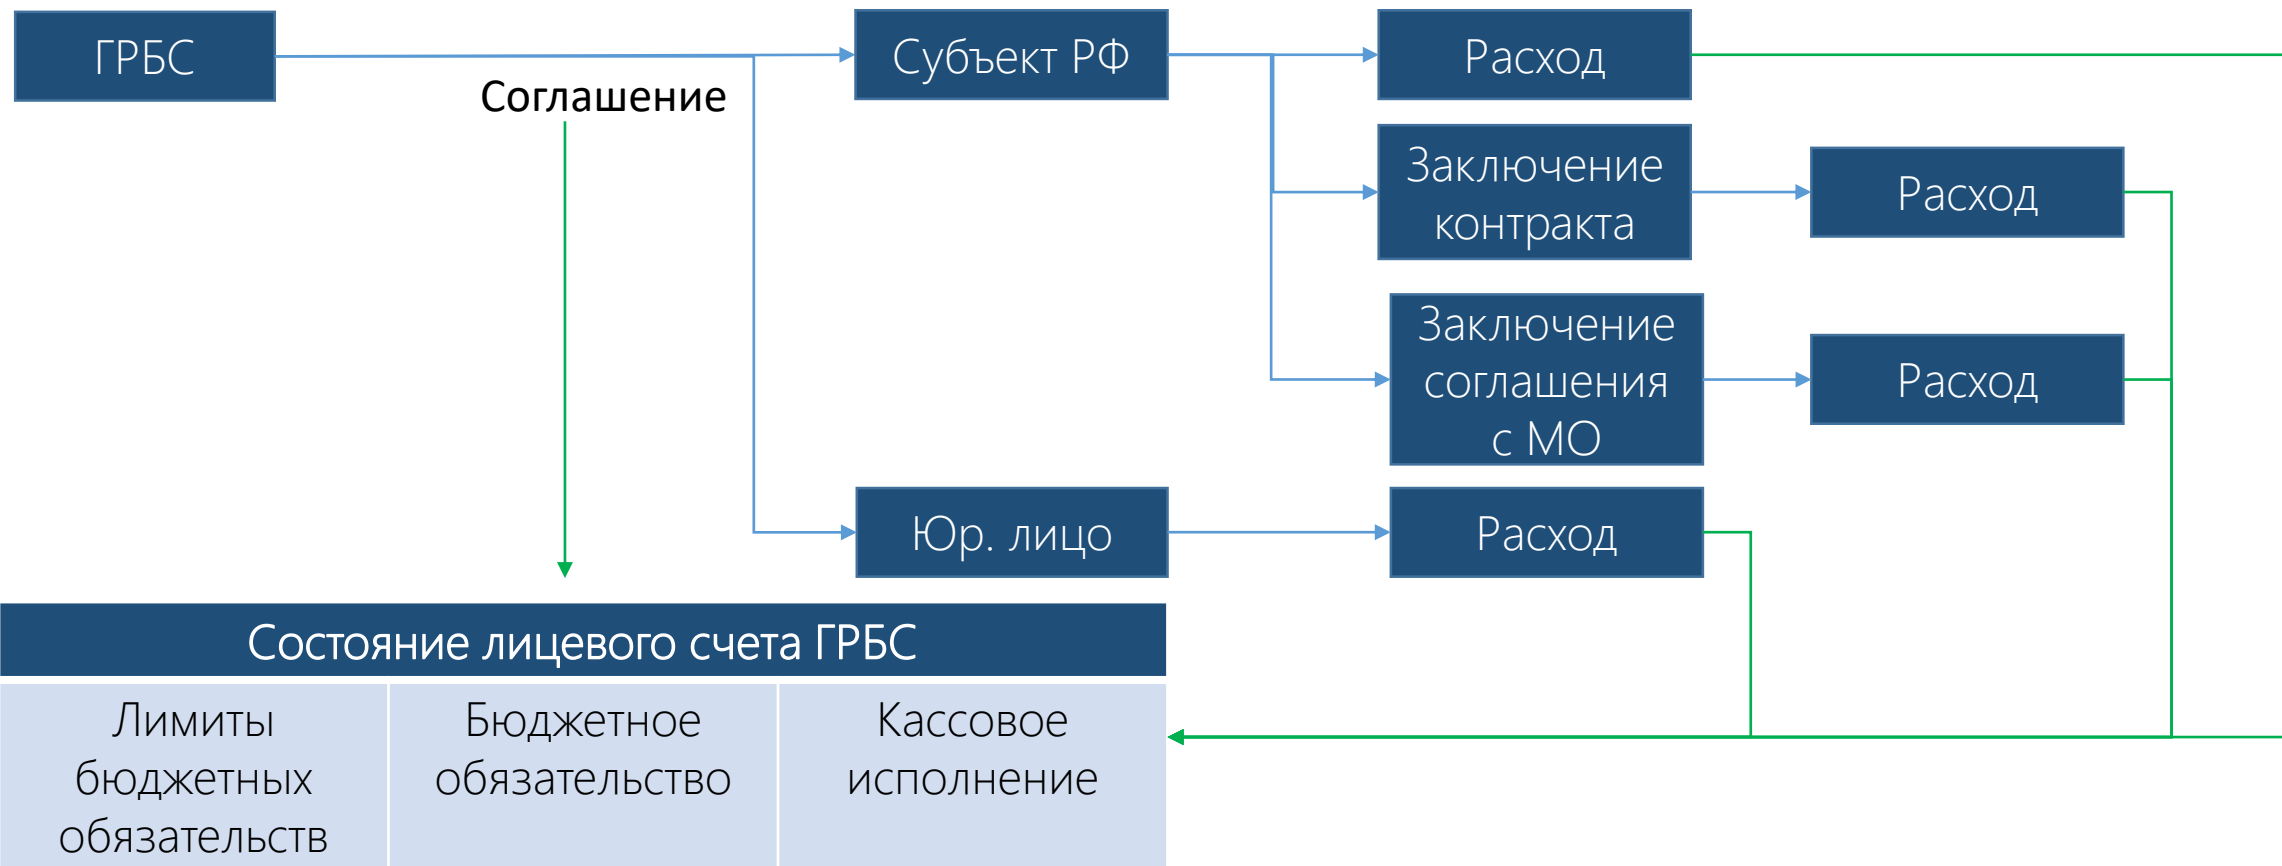 ГРБС
Субъект РФ
Расход
Соглашение
Заключение
контракта
Расход
Заключение
соглашения
с МО
Расход
Юр. лицо
Расход
Состояние лицевого счета ГРБС
Лимиты
бюджетных
обязательств
Бюджетное
обязательство
Кассовое
исполнение